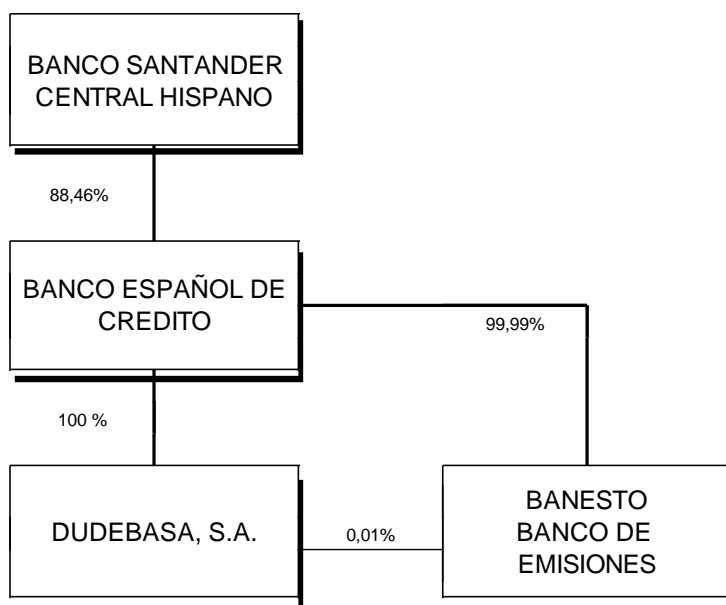 BANCO SANTANDER
CENTRAL HISPANO
88,46%
BANCO ESPAÑOL DE
CREDITO
99,99%
100 %
DUDEBASA, S.A.
0,01%
BANESTO
BANCO DE
EMISIONES